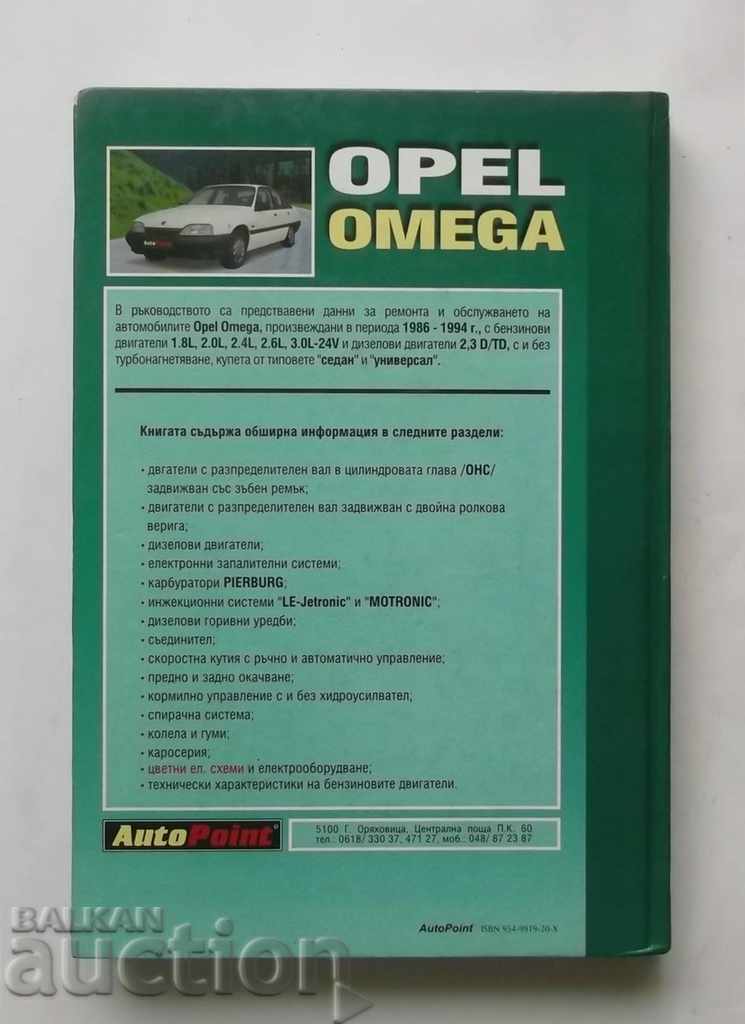 OPEL
OMEGA
AutoPoint
В ръководството са предствавени данни за ремонта и обслужването на
автомобилите Opel Omega, произвеждани в периода 1986 - 1994 г., с бензинови
двигатели 1.8L, 2.0L, 2.4L, 2.6L, 3.0L-24V и дизелови двигатели 2,3 D/TD, с и без
турбонагнетяване, купета от типовете "седан" и "универсал".
Книгата съдържа обширна информация в следните раздели:
· двгатели с разпределителен вал в цилиндровата глава /OHC/
задвижван със зъбен ремък;
· двигатели с разпределителен вал задвижван с двойна ролкова
верига;
· дизелови двигатели;
· електронни запалителни системи;
· карбуратори PIERBURG;
· инжекционни системи "LE-Jetronic" и "MOTRONIC";
· дизелови горивни уредби;
· съединител;
· скоростна кутия с ръчно и автоматично управление;
· предно и задно окачване;
· кормилно управление с и без хидроусилвател;
· спирачна система;
· колела и гуми;
· каросерия;
· цветни ел. схеми и електрооборудване;
· технически характеристики на бензиновите двигатели.
AutoPoint®
5100 Г. Оряховица, Централна поща П.К. 60
тел.: 0618/ 330 37, 471 27, моб.: 048/ 87 23 87
AutoPoint ISBN 954-9919-20-X
BALKAN
auction